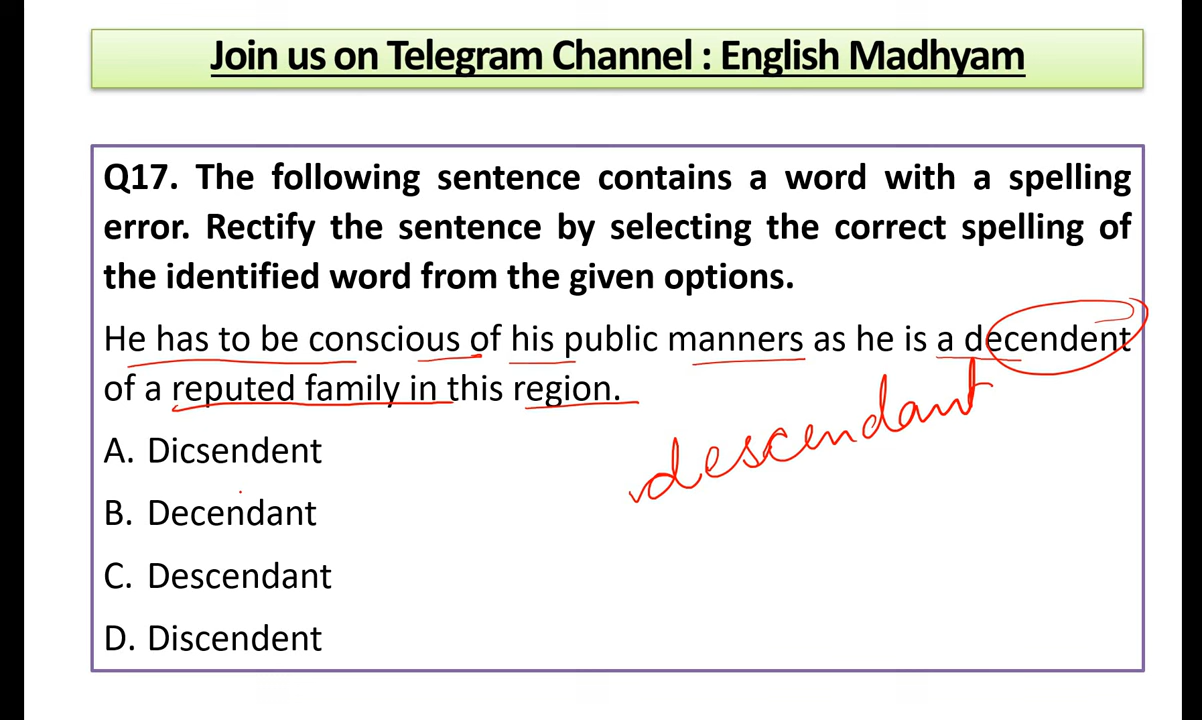 Join us on Telegram Channel : English Madhyam
Q17. The following sentence contains a word with a spelling
error. Rectify the sentence by selecting the correct spelling of
the identified word from the given options.
He has to be conscious of his public manners as he is a decendent
of a reputed family in this region.
descendant
A. Dicsendent
B. Decendant
C. Descendant
D. Discendent